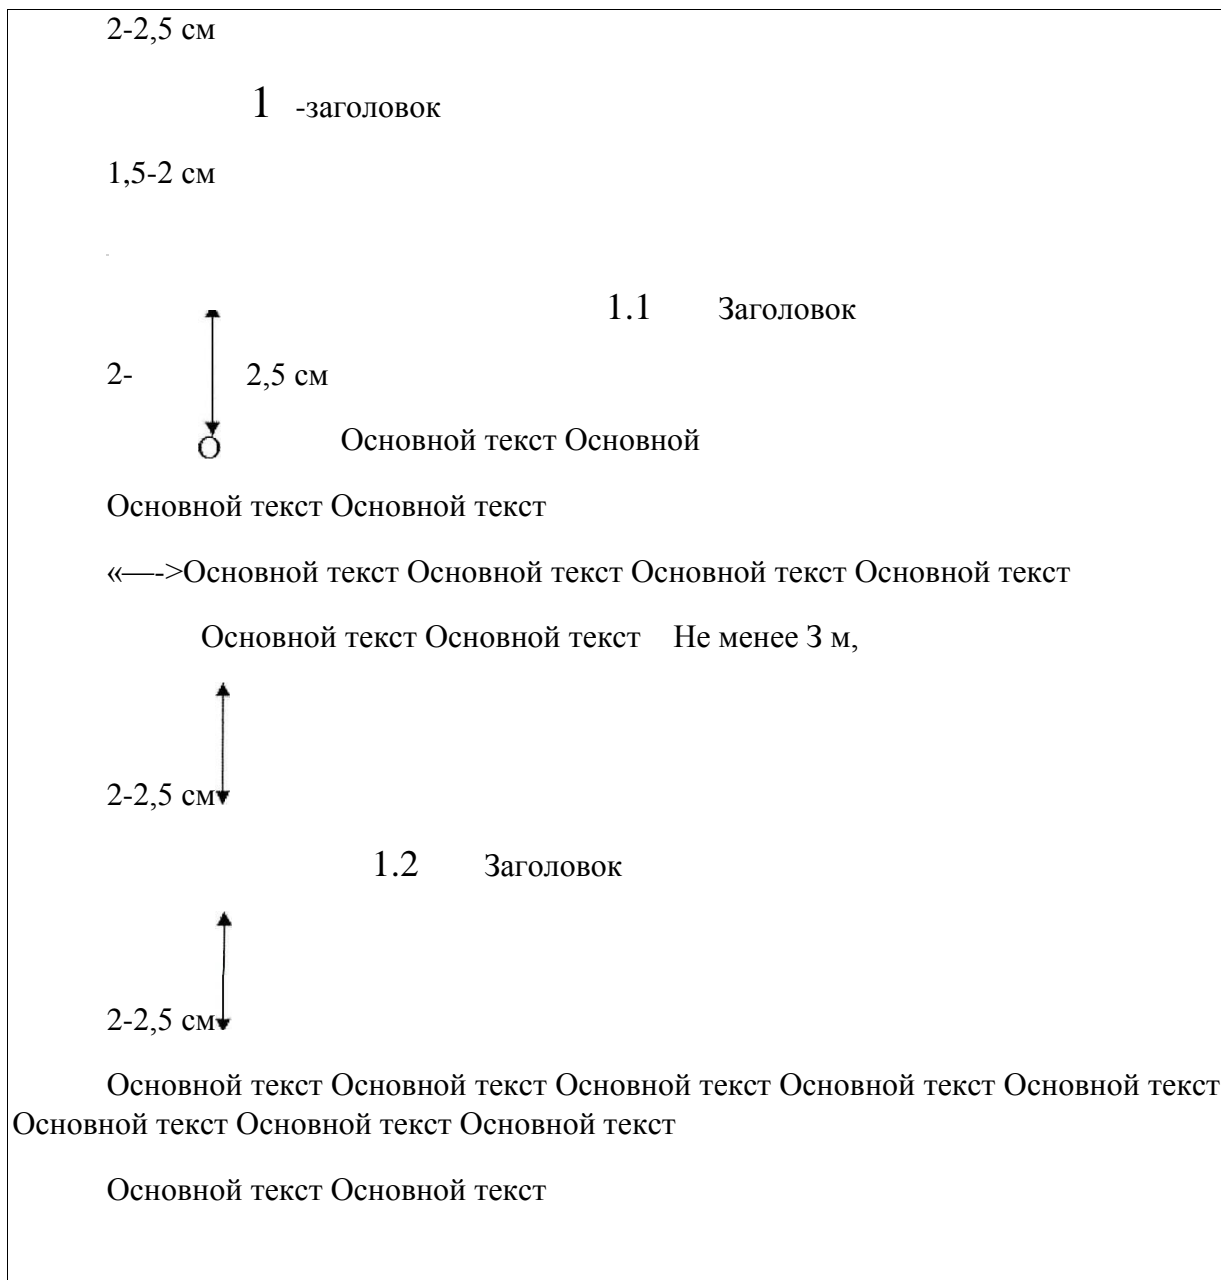 2-2,5 см
1 -заголовок
1,5-2 см
1.1 Заголовок
2- 2,5 см
О Основной текст Основной
Основной текст Основной текст
«—->Основной текст Основной текст Основной текст Основной текст
Основной текст Основной текст Не менее 3 м,
2-2,5 см
1.2 Заголовок
2-2,5 см
Основной текст Основной текст Основной текст Основной текст Основной текст
Основной текст Основной текст Основной текст
Основной текст Основной текст